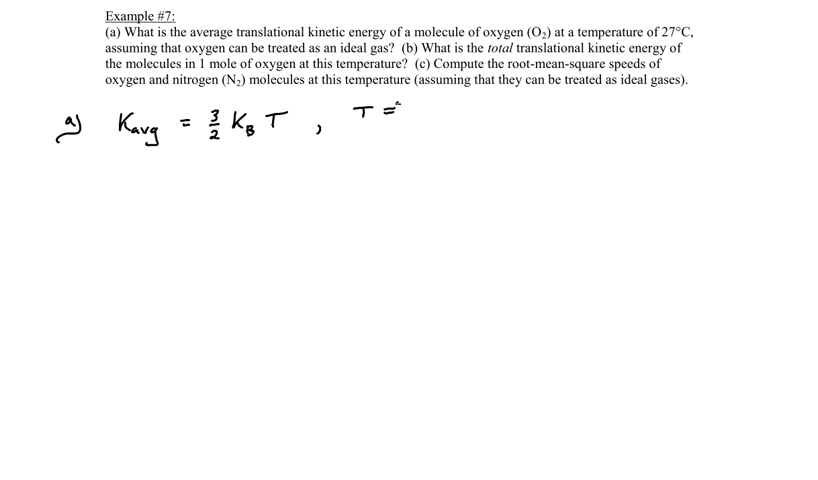 Example #7:
(a) What is the average translational kinetic energy of a molecule of oxygen (O₂) at a temperature of 27°C,
assuming that oxygen can be treated as an ideal gas? (b) What is the total translational kinetic energy of
the molecules in 1 mole of oxygen at this temperature? (c) Compute the root-mean-square speeds of
oxygen and nitrogen (N₂) molecules at this temperature (assuming that they can be treated as ideal gases).
a) K_avg = 3/2 K_B T , T =